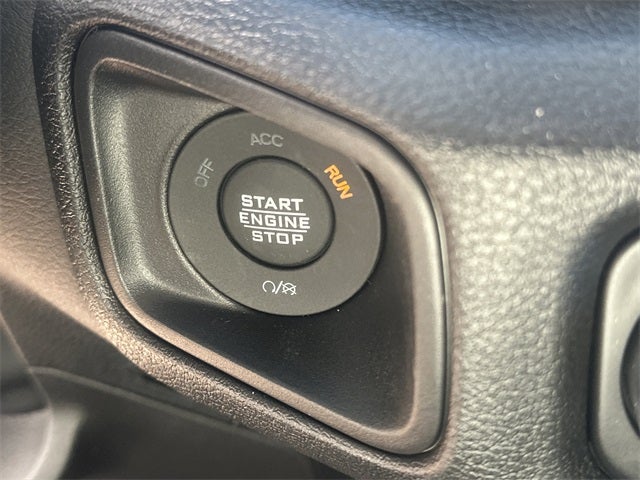 OFF
ACC
RUN
START
ENGINE
STOP